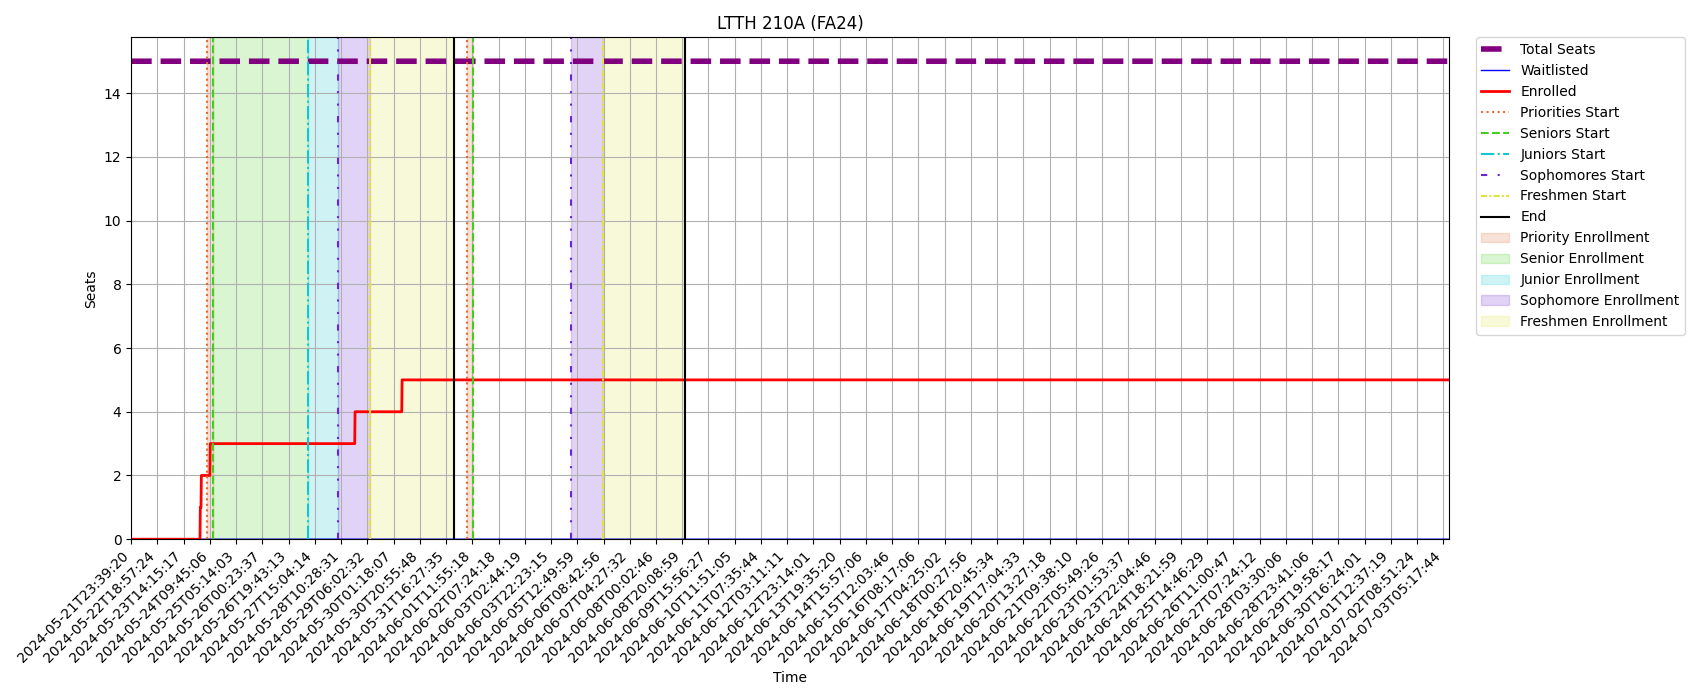 LTTH 210A (FA24)
Total Seats
Waitlisted
Enrolled
Priorities Start
Seniors Start
Juniors Start
Sophomores Start
Freshmen Start
End
Priority Enrollment
Senior Enrollment
Junior Enrollment
Sophomore Enrollment
Freshmen Enrollment
Seats
14
12
10
8
6
4
2
0
2024-05-21T23:39:20
2024-05-22T18:57:24
2024-05-23T14:15:17
2024-05-24T09:45:06
2024-05-25T05:14:03
2024-05-26T00:23:37
2024-05-26T19:43:13
2024-05-27T15:04:14
2024-05-28T10:28:31
2024-05-29T06:02:32
2024-05-30T01:18:07
2024-05-30T20:55:48
2024-05-31T16:27:35
2024-06-01T11:55:18
2024-06-02T07:24:18
2024-06-03T02:44:19
2024-06-03T22:23:15
2024-06-05T12:49:59
2024-06-06T08:42:56
2024-06-07T04:27:32
2024-06-08T00:02:46
2024-06-08T20:08:59
2024-06-09T15:56:27
2024-06-10T11:51:05
2024-06-11T07:35:44
2024-06-12T03:11:11
2024-06-12T23:14:01
2024-06-13T19:35:20
2024-06-14T15:57:06
2024-06-15T12:03:46
2024-06-16T08:17:06
2024-06-17T04:25:02
2024-06-18T00:27:56
2024-06-18T20:45:34
2024-06-19T17:04:33
2024-06-20T13:27:18
2024-06-21T09:38:10
2024-06-22T05:49:26
2024-06-23T01:53:37
2024-06-23T22:04:46
2024-06-24T18:21:59
2024-06-25T14:46:29
2024-06-26T11:00:47
2024-06-27T07:24:12
2024-06-28T03:30:06
2024-06-28T23:41:06
2024-06-29T19:58:17
2024-06-30T16:24:01
2024-07-01T12:37:19
2024-07-02T08:51:24
2024-07-03T05:17:44
Time